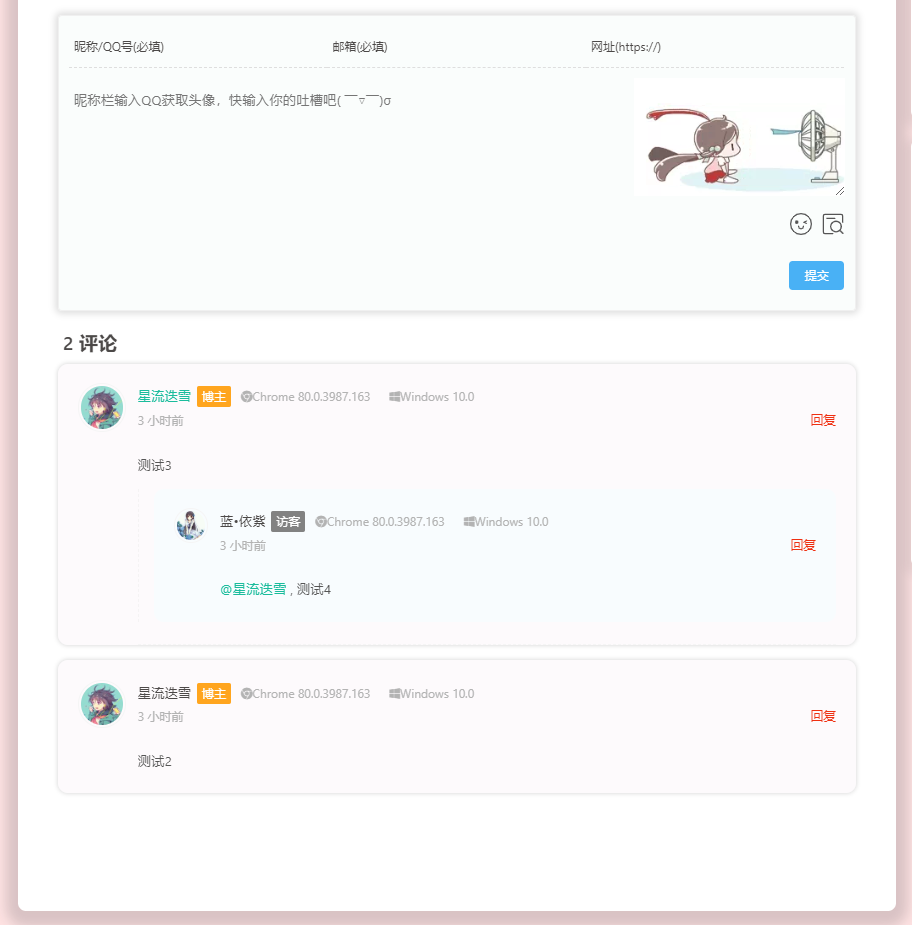 昵称/QQ号(必填) 邮箱(必填) 网址(https://)
昵称栏输入QQ获取头像，快输入你的吐槽吧(￣▽￣)σ
提交
2 评论
星流迭雪 博主 Chrome 80.0.3987.163 Windows 10.0
3 小时前 回复
测试3
蓝•依紫 访客 Chrome 80.0.3987.163 Windows 10.0
3 小时前 回复
@星流迭雪 , 测试4
星流迭雪 博主 Chrome 80.0.3987.163 Windows 10.0
3 小时前 回复
测试2